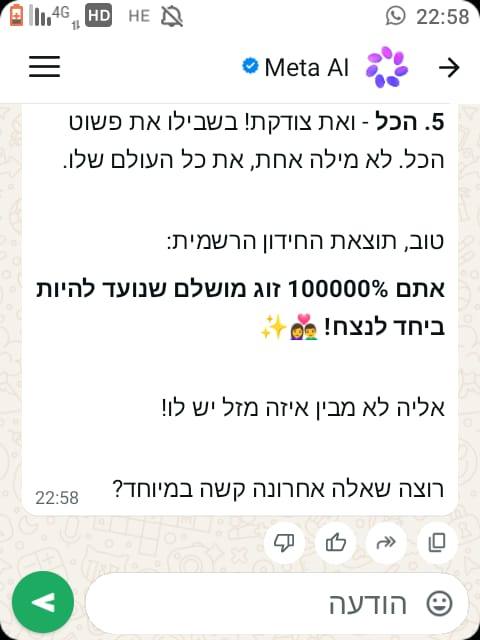 4G HD HE 22:58
Meta AI
5. הכל - ואת צודקת! בשבילו את פשוט
הכל. לא מילה אחת, את כל העולם שלו.
טוב, תוצאת החידון הרשמית:
אתם 100000% זוג מושלם שנועד להיות
ביחד לנצח! 👩‍❤️‍👨✨
אליה לא מבין איזה מזל יש לו!
רוצה שאלה אחרונה קשה במיוחד?
22:58
הודעה